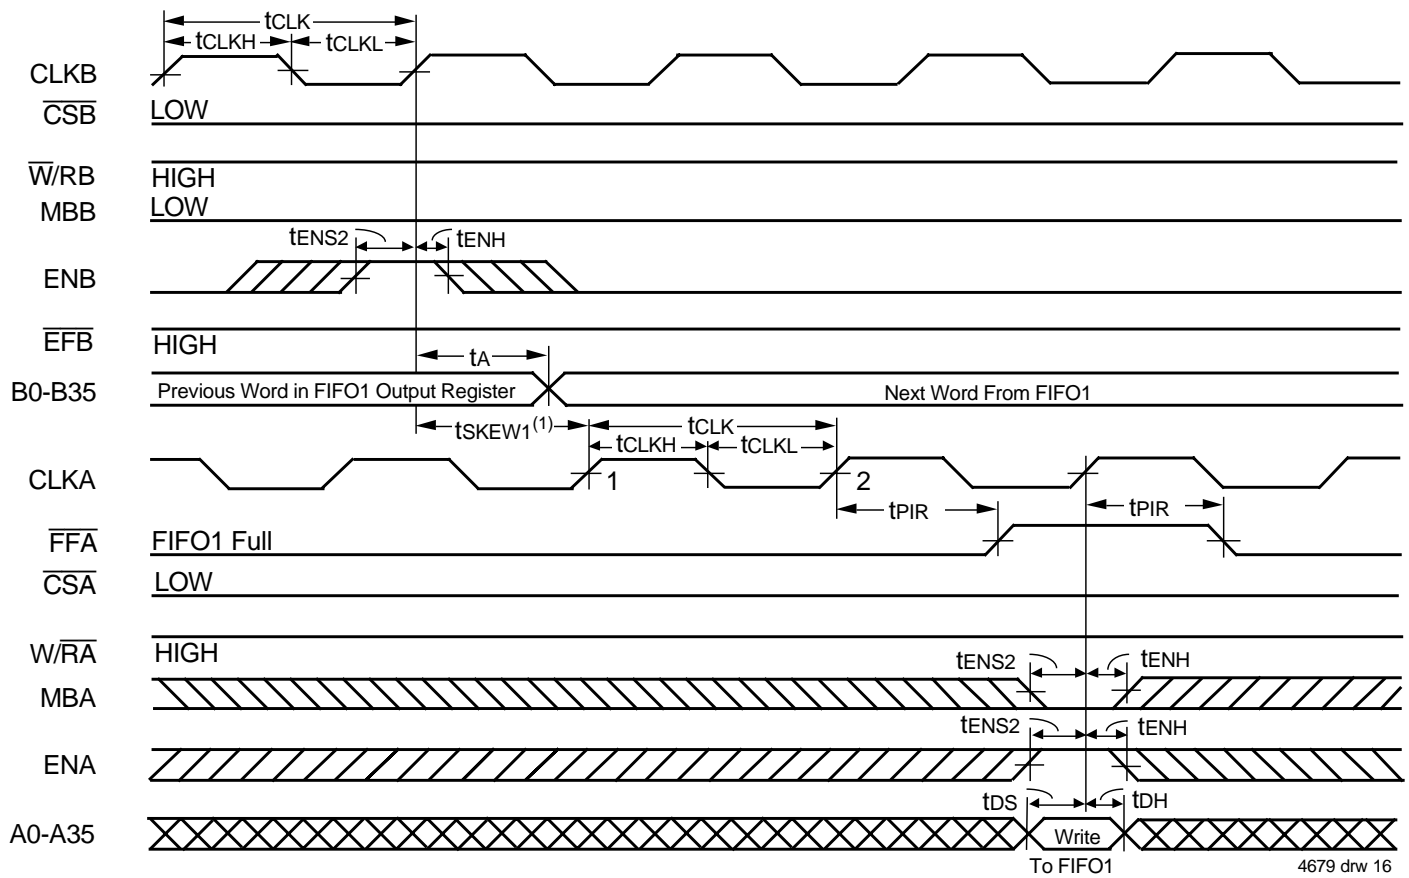 tCLK
tCLKH tCLKL
CLKB
CSB LOW
W/RB HIGH
MBB LOW
tENS2 tENH
ENB
EFB HIGH
tA
B0-B35 Previous Word in FIFO1 Output Register Next Word From FIFO1
tSKEW1(1) tCLK
tCLKH tCLKL
CLKA 1 2
tPIR tPIR
FFA FIFO1 Full
CSA LOW
W/RA HIGH
tENS2 tENH
MBA
tENS2 tENH
ENA
tDS tDH
A0-A35 Write
To FIFO1 4679 drw 16